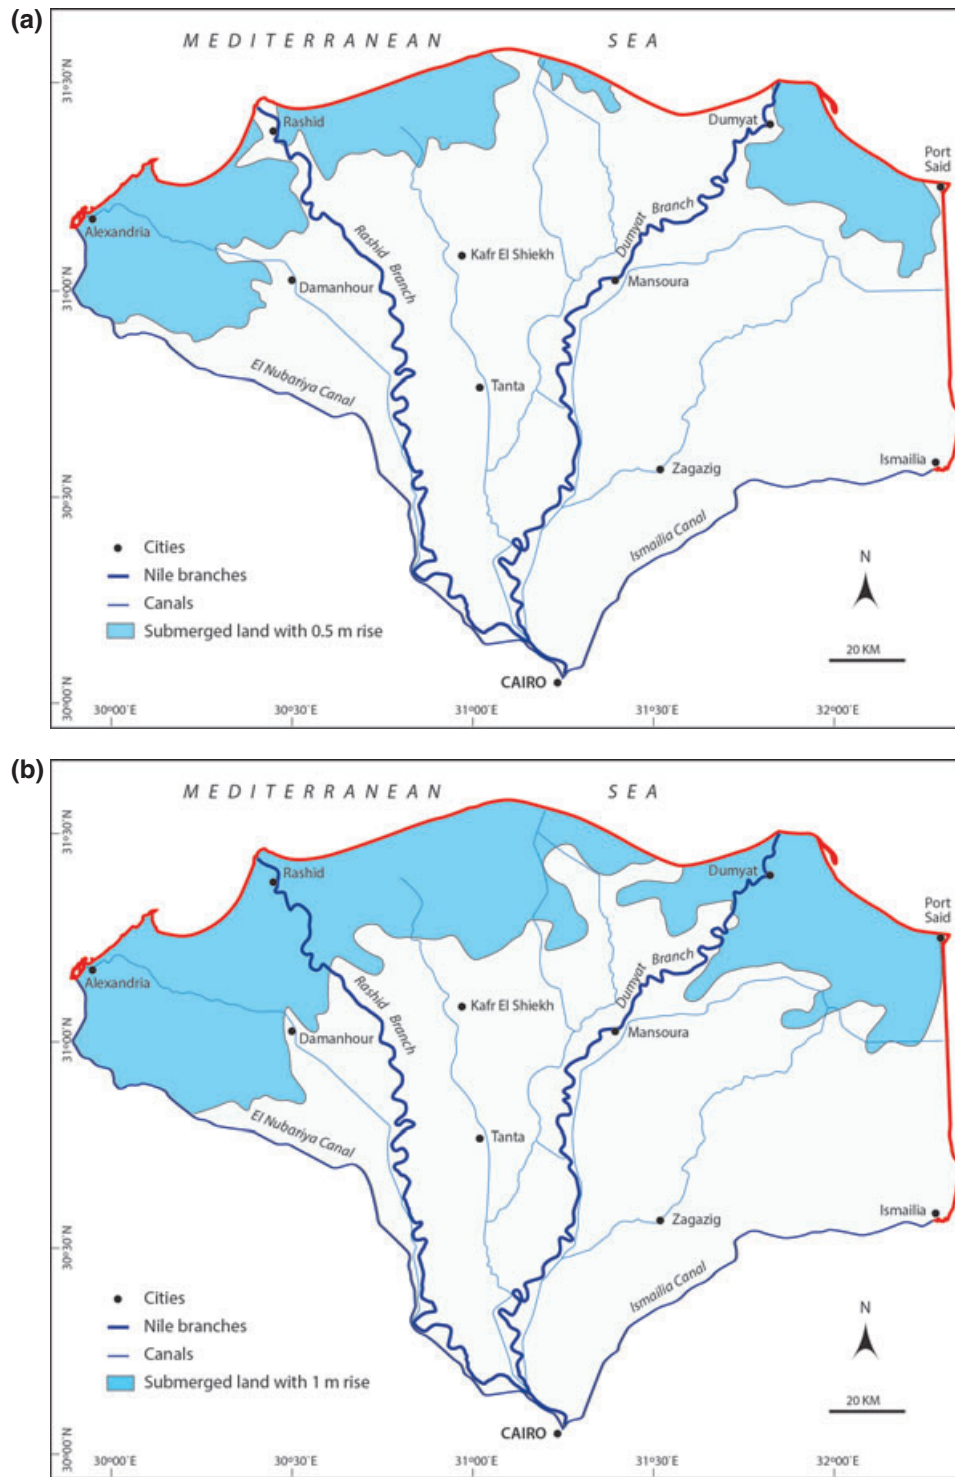 (a)
MEDITERRANEAN SEA
31°30'N.
Rashid
Dumyat
Port
Said
Alexandria
Rashid Branch
Dumyat Branch
Kafr El Shiekh
Damanhour
Mansoura
31°00'N.
El Nubariya Canal
Tanta
Ismailia
Zagazig
30°30'N.
Ismailia Canal
Cities
Nile branches
Canals
Submerged land with 0.5 m rise
N
20 KM
CAIRO
30°00'N.
30°00'E
30°30'E
31°00'E
31°30'E
32°00'E
(b)
MEDITERRANEAN SEA
31°30'N.
Rashid
Dumyat
Port
Said
Alexandria
Rashid Branch
Dumyat Branch
Kafr El Shiekh
Damanhour
Mansoura
31°00'N.
El Nubariya Canal
Tanta
Ismailia
Zagazig
30°30'N.
Ismailia Canal
Cities
Nile branches
Canals
Submerged land with 1 m rise
N
20 KM
CAIRO
30°00'N.
30°00'E
30°30'E
31°00'E
31°30'E
32°00'E